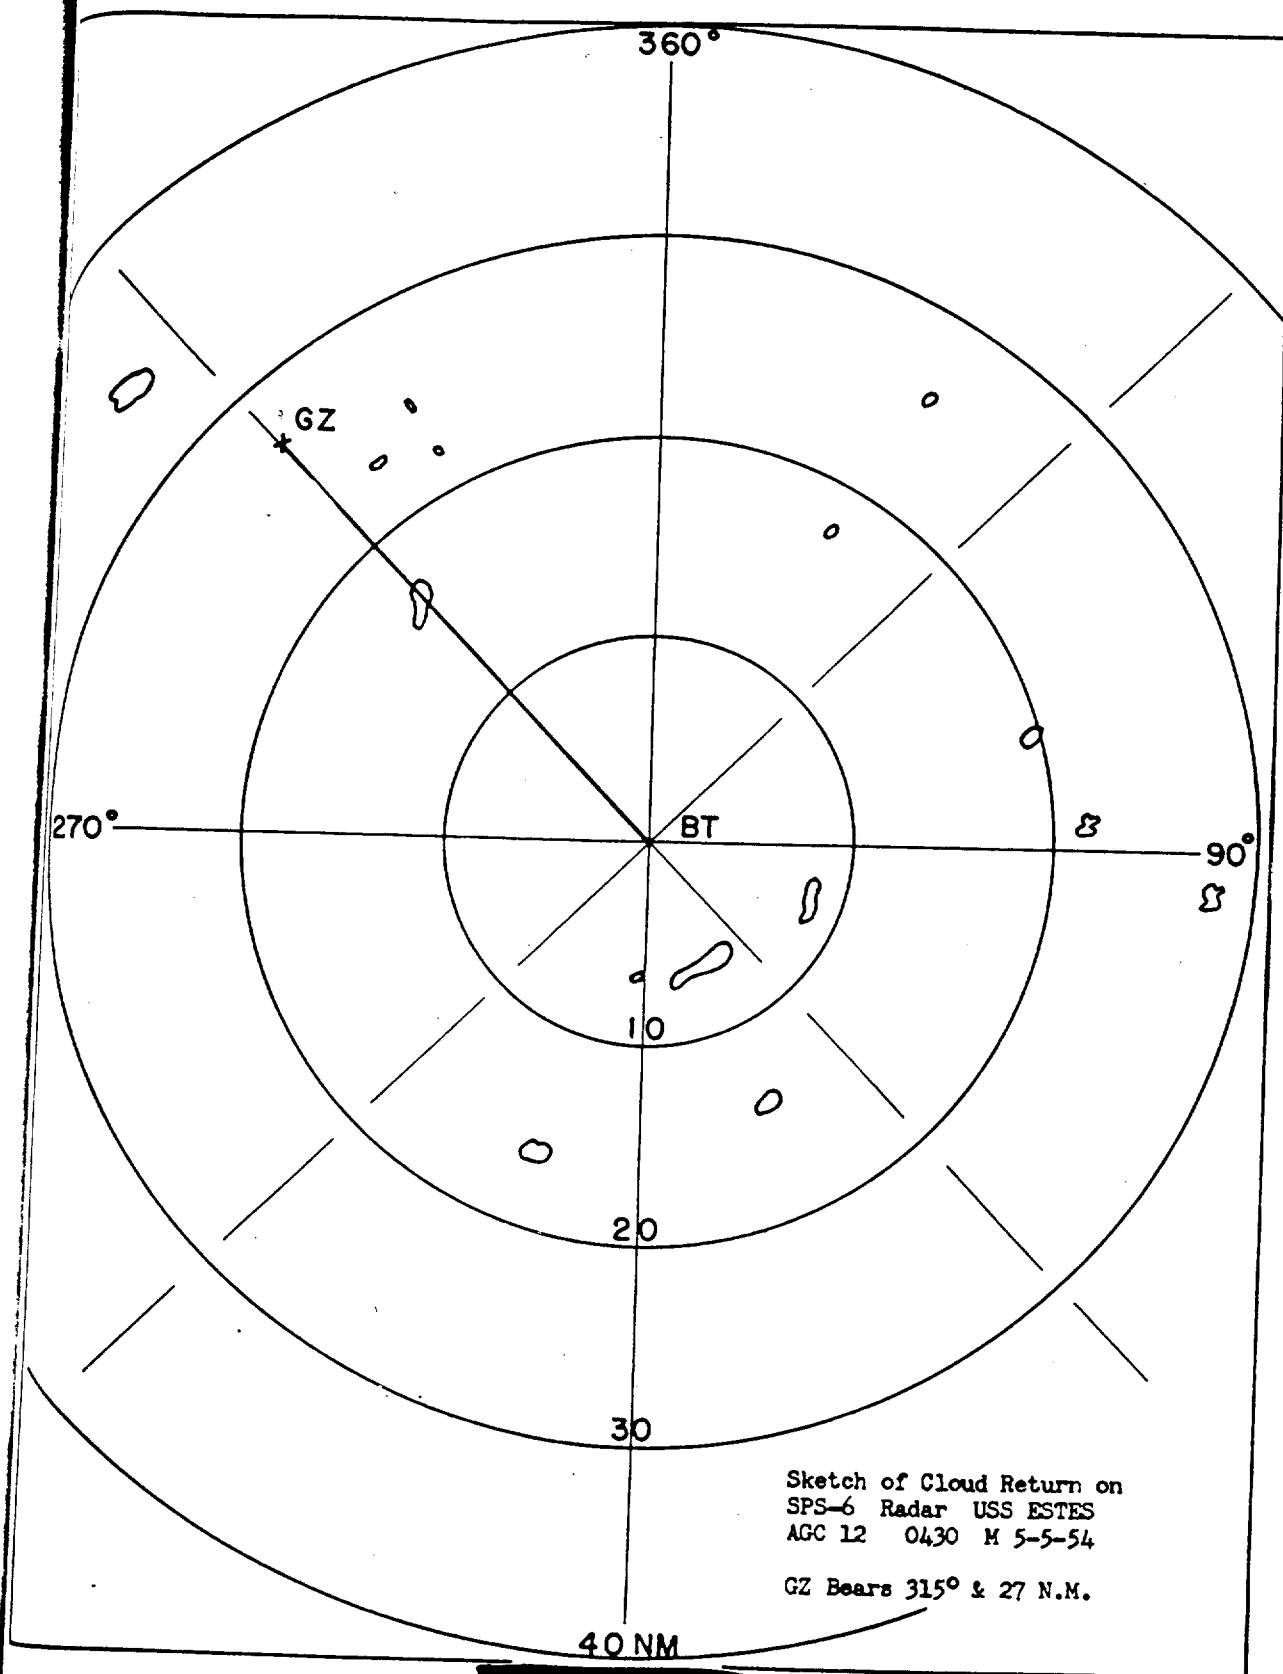 360°
GZ
270°
BT
90°
10
20
30
Sketch of Cloud Return on
SPS-6 Radar USS ESTES
AGC 12 0430 M 5-5-54
GZ Bears 315° & 27 N.M.
40 NM